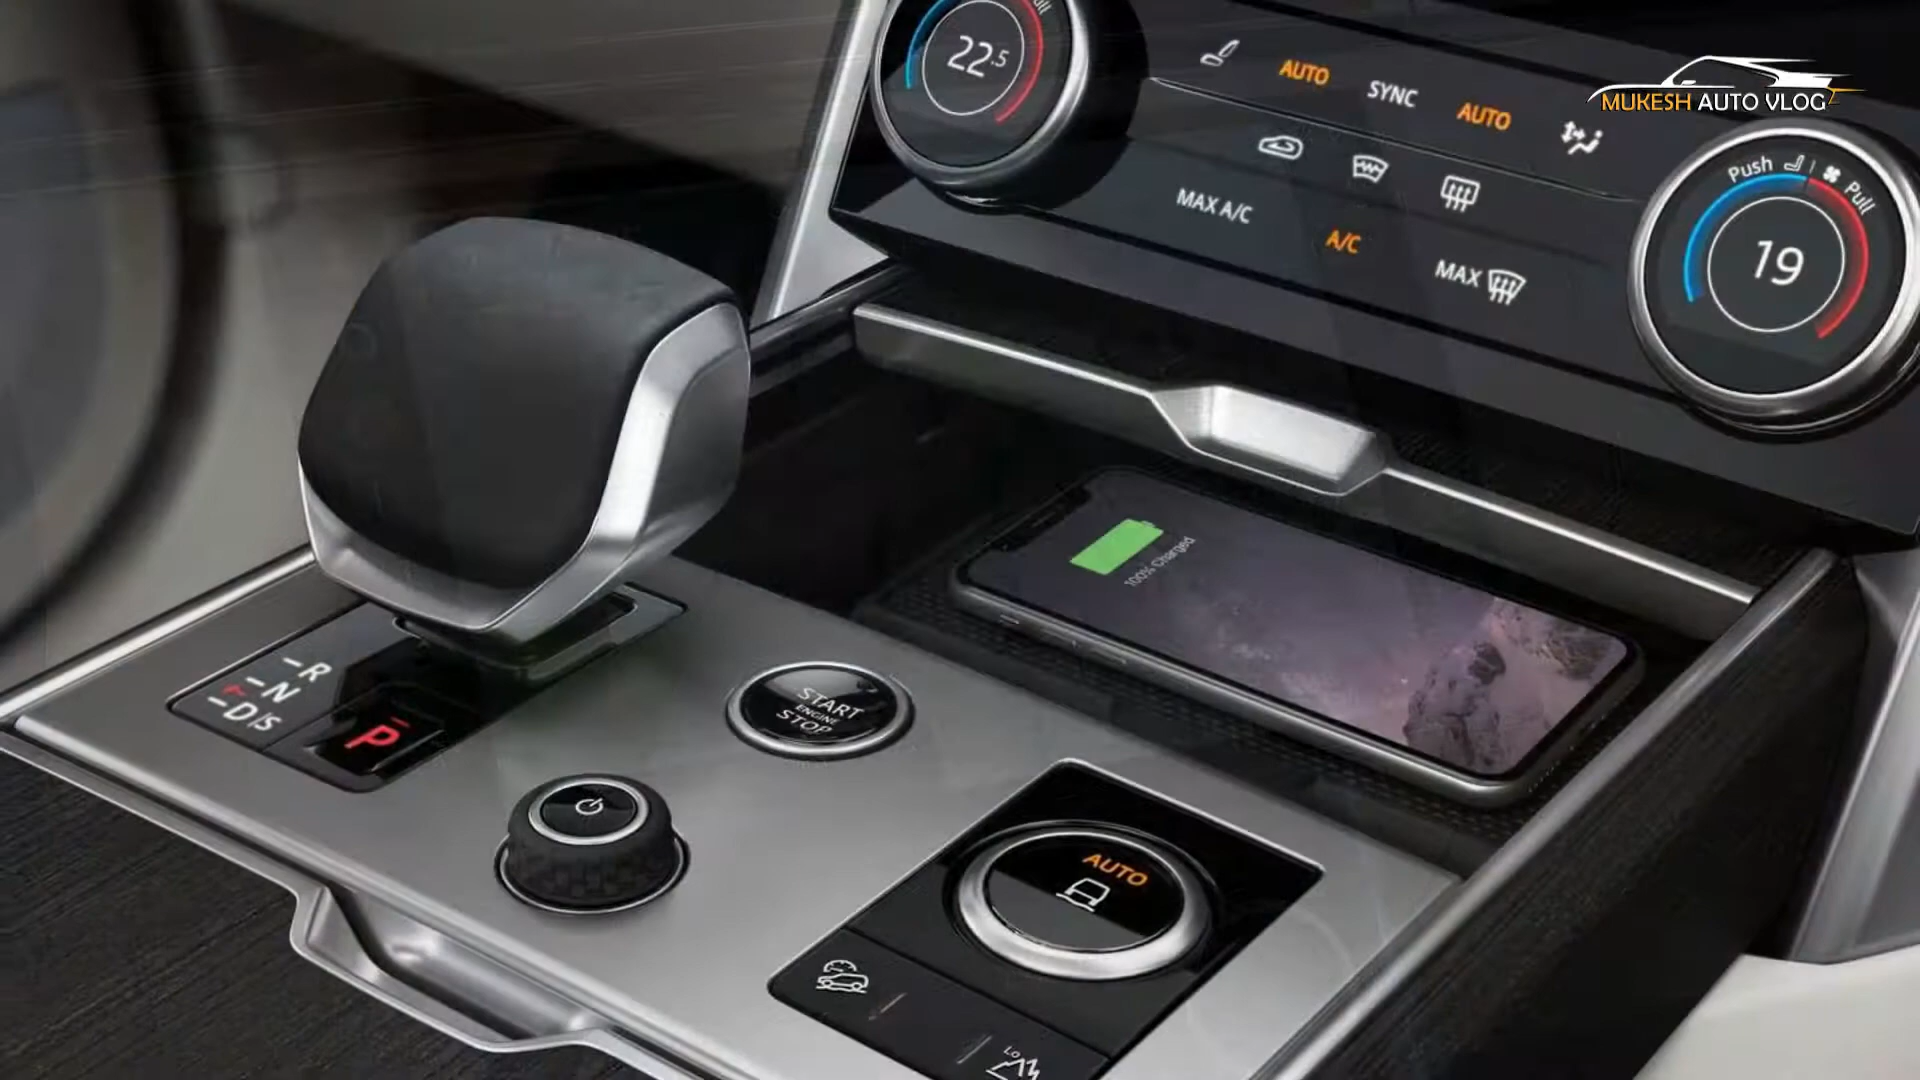 22.5
Pull
AUTO
SYNC
AUTO
MUKESH AUTO VLOG
Push
Pull
19
MAX A/C
A/C
MAX
100% Charged
R
N
D/S
P
START
ENGINE
STOP
AUTO
Lo